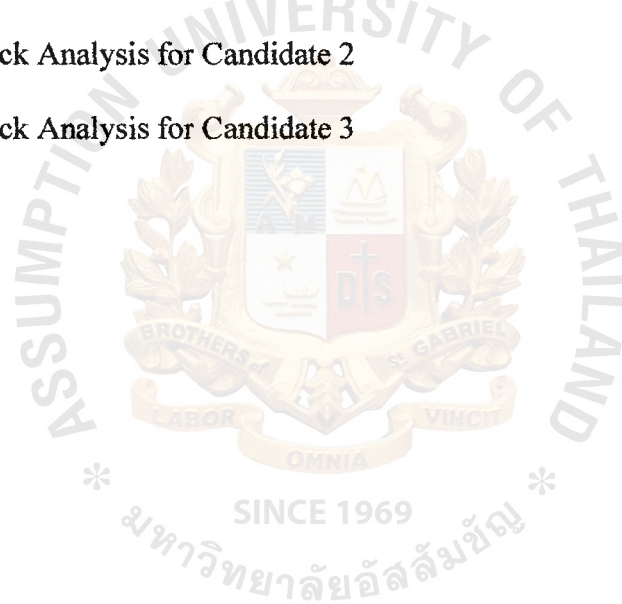 UNIVERSITY OF
ck Analysis for Candidate 2
ck Analysis for Candidate 3
ASSUMPTION
THAILAND
A M
D S
BROTHERS of St GABRIEL
LABOR
VINCIT
OMNIA
SINCE 1969
มหาวิทยาลัยอัสสัมชัญ